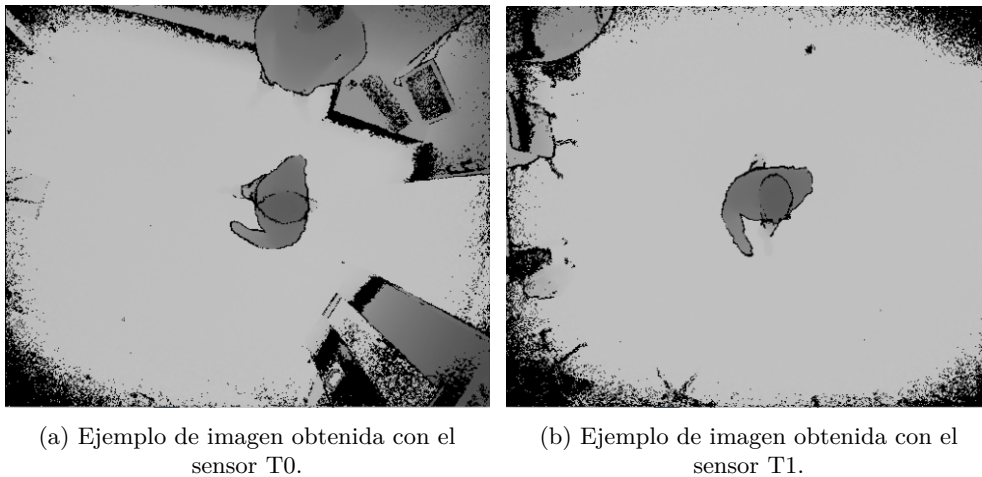 (a) Ejemplo de imagen obtenida con el
sensor T0.
(b) Ejemplo de imagen obtenida con el
sensor T1.